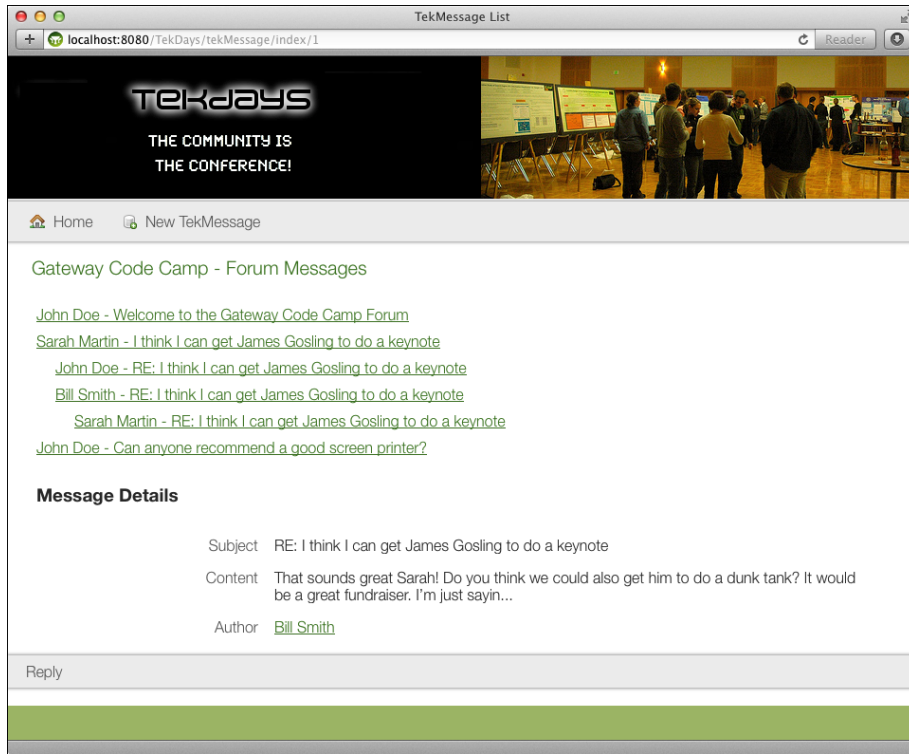 TekMessage List
localhost:8080/TekDays/tekMessage/index/1
Reader
TEKDAYS
THE COMMUNITY IS
THE CONFERENCE!
Home New TekMessage
Gateway Code Camp - Forum Messages
John Doe - Welcome to the Gateway Code Camp Forum
Sarah Martin - I think I can get James Gosling to do a keynote
John Doe - RE: I think I can get James Gosling to do a keynote
Bill Smith - RE: I think I can get James Gosling to do a keynote
Sarah Martin - RE: I think I can get James Gosling to do a keynote
John Doe - Can anyone recommend a good screen printer?
Message Details
Subject RE: I think I can get James Gosling to do a keynote
Content That sounds great Sarah! Do you think we could also get him to do a dunk tank? It would
be a great fundraiser. I'm just sayin...
Author Bill Smith
Reply